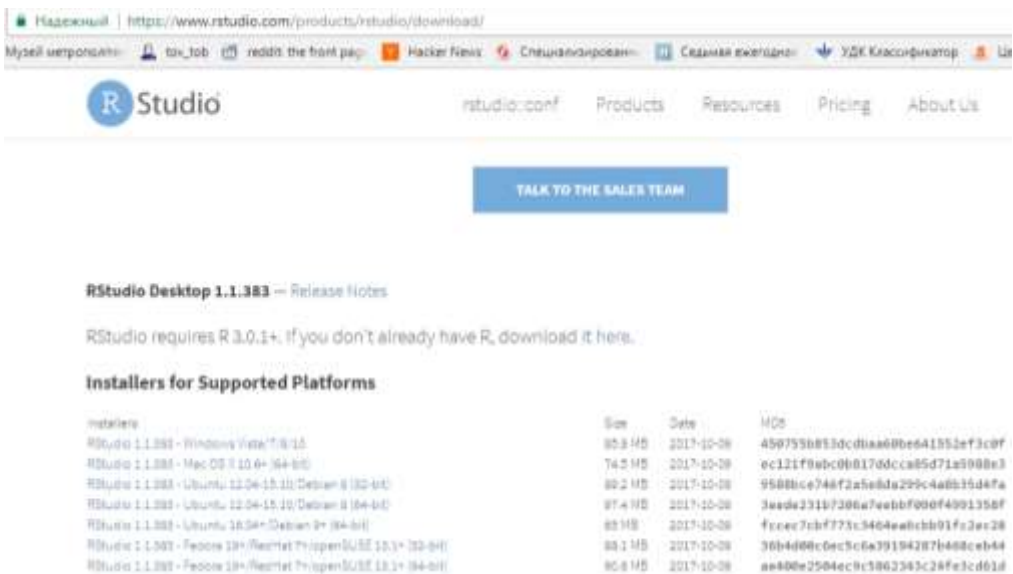 Надежный | https://www.rstudio.com/products/rstudio/download/
Музей метрополите tov_tob reddit: the front pag Hacker News Специализирован Седьмая ежегодно УДК Классификатор
R Studio rstudio::conf Products Resources Pricing About Us
TALK TO THE SALES TEAM
RStudio Desktop 1.1.383 — Release Notes
RStudio requires R 3.0.1+. If you don't already have R, download it here.
Installers for Supported Platforms
Installers Size Date MD5
RStudio 1.1.383 - Windows Vista/7/8/10 85.8 MB 2017-10-09
RStudio 1.1.383 - Mac OS X 10.6+ (64-bit) 74.5 MB 2017-10-09
RStudio 1.1.383 - Ubuntu 12.04-15.10/Debian 8 (32-bit) 89.2 MB 2017-10-09
RStudio 1.1.383 - Ubuntu 12.04-15.10/Debian 8 (64-bit) 97.4 MB 2017-10-09
RStudio 1.1.383 - Ubuntu 16.04+/Debian 9+ (64-bit) 65 MB 2017-10-09
RStudio 1.1.383 - Fedora 19+/RedHat 7+/openSUSE 13.1+ (32-bit) 88.1 MB 2017-10-09
RStudio 1.1.383 - Fedora 19+/RedHat 7+/openSUSE 13.1+ (64-bit) 90.6 MB 2017-10-09